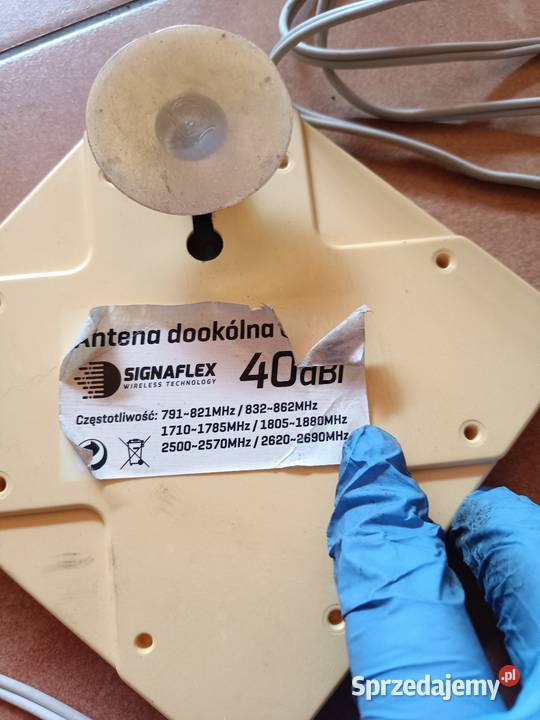 Antena dookólna
SIGNAFLEX
WIRELESS TECHNOLOGY
40dBi
Częstotliwość: 791~821MHz / 832~862MHz
1710~1785MHz / 1805~1880MHz
2500~2570MHz / 2620~2690MHz
Sprzedajemy.pl